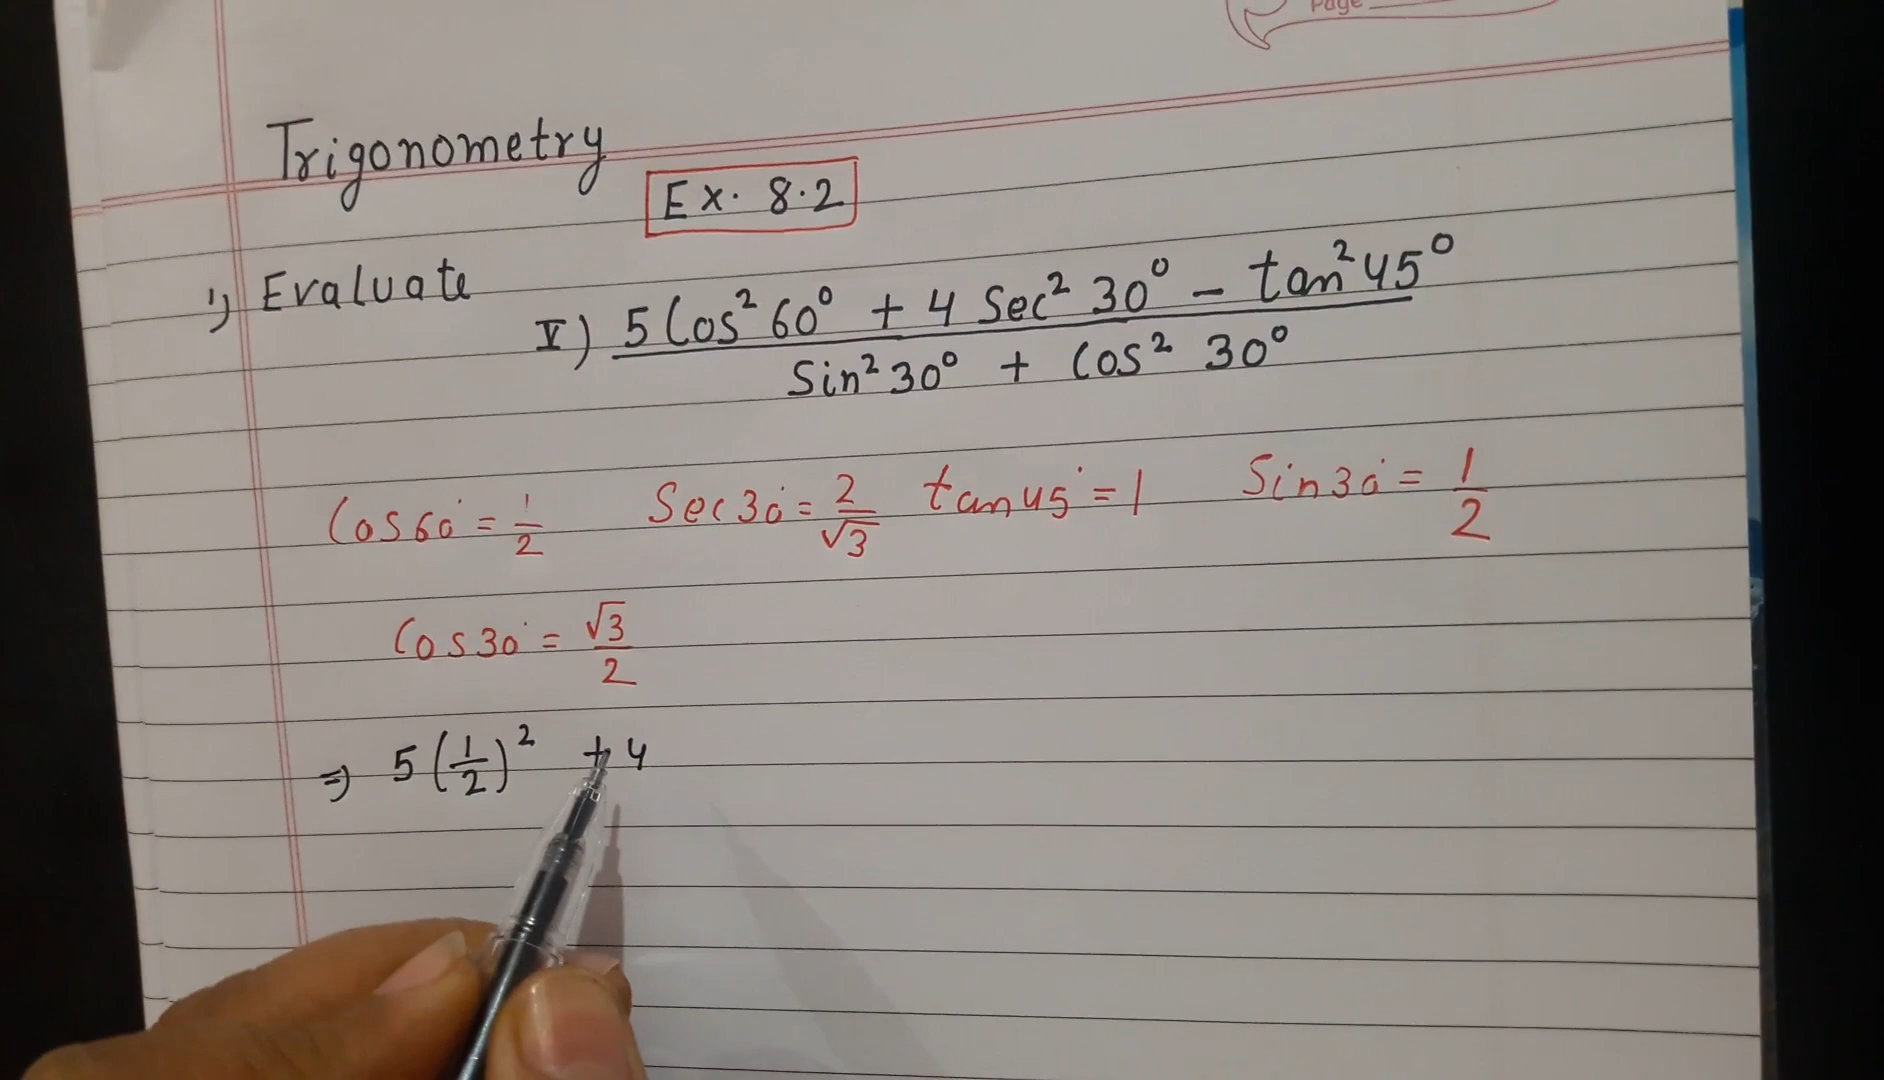 Page
Trigonometry
Ex. 8.2
1) Evaluate
V) 5 Cos² 60° + 4 Sec² 30° - tan² 45°
Sin² 30° + Cos² 30°
Cos 60° = 1/2 Sec 30° = 2/√3 tan 45° = 1 Sin 30° = 1/2
Cos 30° = √3/2
⇒ 5 (1/2)² + 4